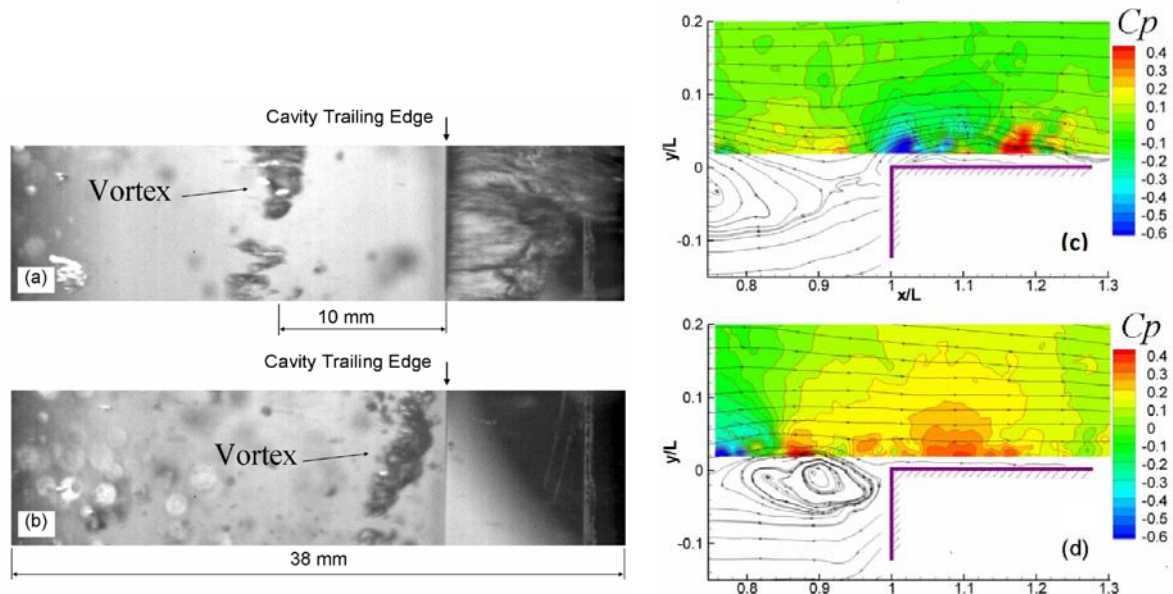 Cavity Trailing Edge
Vortex
(a)
10 mm
Cavity Trailing Edge
Vortex
(b)
38 mm
Cp
0.2
0.1
0
-0.1
y/L
0.8
0.9
1
1.1
1.2
1.3
x/L
0.4
0.3
0.2
0.1
0
-0.1
-0.2
-0.3
-0.4
-0.5
-0.6
(c)
Cp
0.2
0.1
0
-0.1
y/L
0.8
0.9
1
1.1
1.2
1.3
0.4
0.3
0.2
0.1
0
-0.1
-0.2
-0.3
-0.4
-0.5
-0.6
(d)